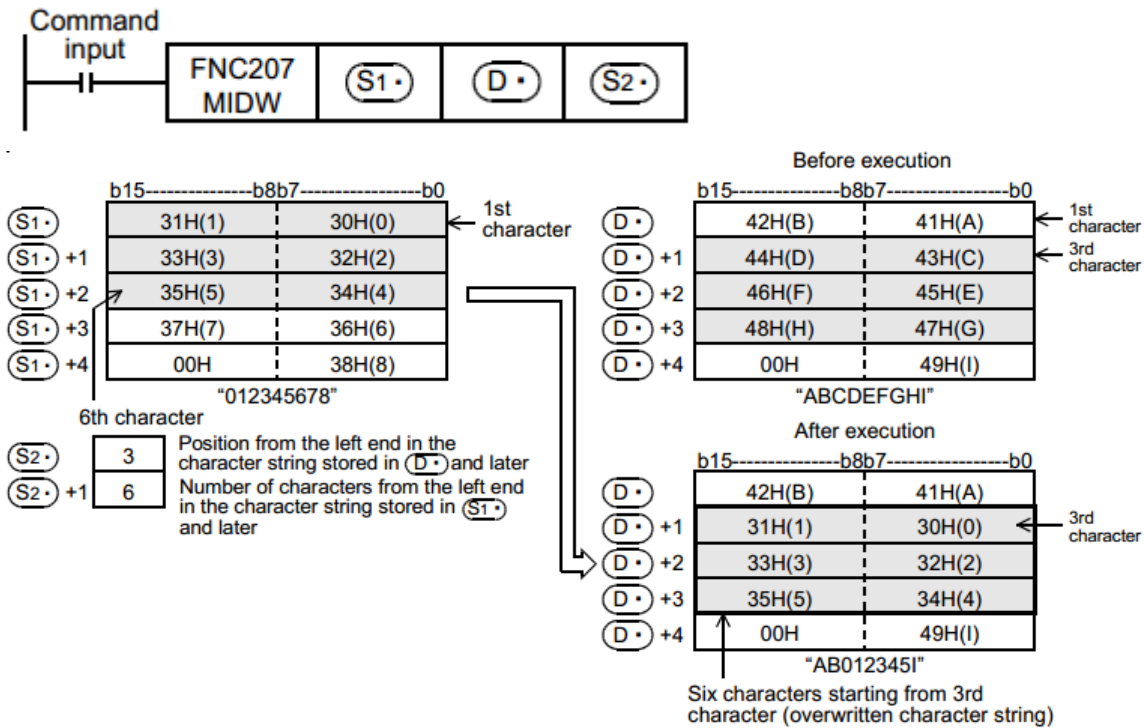 Command
input
FNC207
MIDW
S1・
D・
S2・
b15----------------b8b7------------------b0
S1・ 31H(1) 30H(0)
1st
character
S1・ +1 33H(3) 32H(2)
S1・ +2 35H(5) 34H(4)
S1・ +3 37H(7) 36H(6)
S1・ +4 00H 38H(8)
“012345678”
6th character
S2・ 3 Position from the left end in the
character string stored in D・ and later
S2・ +1 6 Number of characters from the left end
in the character string stored in S1・
and later
Before execution
b15----------------b8b7------------------b0
D・ 42H(B) 41H(A)
1st
character
D・ +1 44H(D) 43H(C)
3rd
character
D・ +2 46H(F) 45H(E)
D・ +3 48H(H) 47H(G)
D・ +4 00H 49H(I)
“ABCDEFGHI”
After execution
b15----------------b8b7------------------b0
D・ 42H(B) 41H(A)
D・ +1 31H(1) 30H(0)
3rd
character
D・ +2 33H(3) 32H(2)
D・ +3 35H(5) 34H(4)
D・ +4 00H 49H(I)
“AB012345I”
Six characters starting from 3rd
character (overwritten character string)